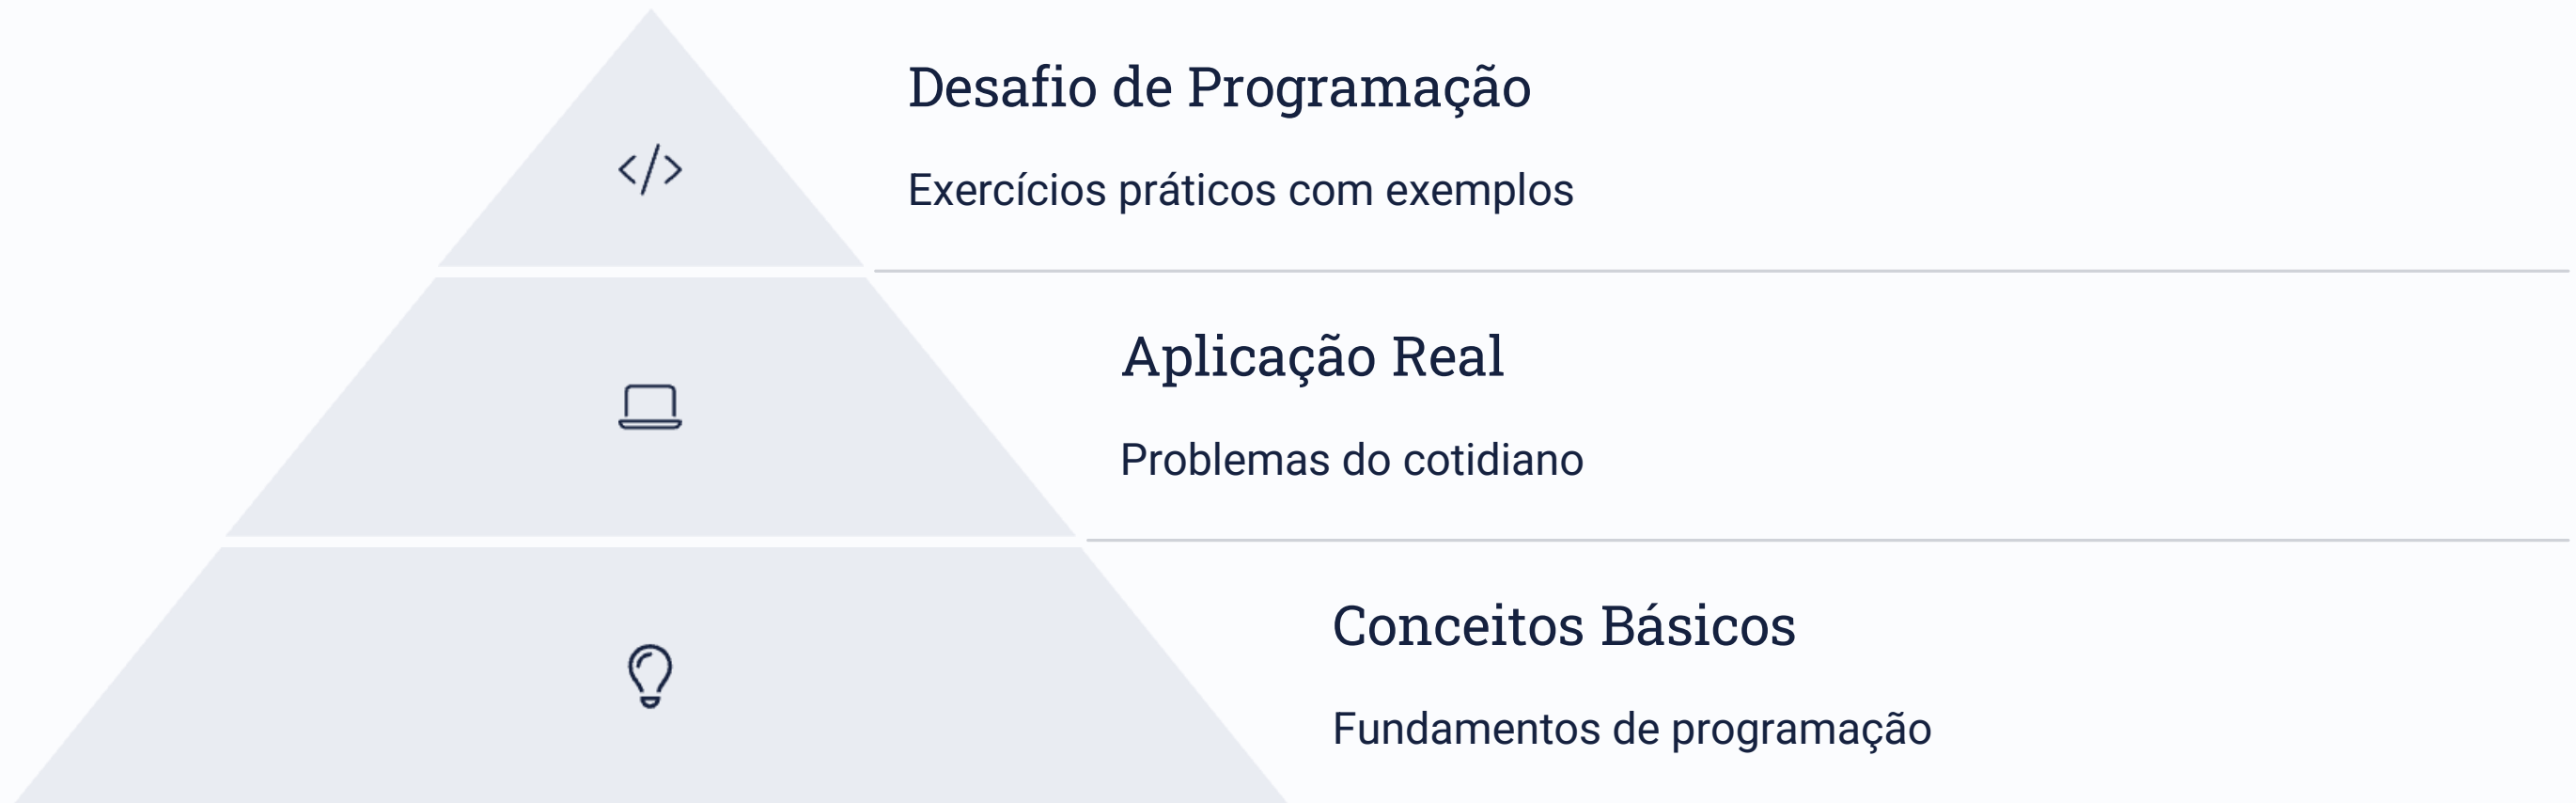 Desafio de Programação
Exercícios práticos com exemplos
Aplicação Real
Problemas do cotidiano
Conceitos Básicos
Fundamentos de programação